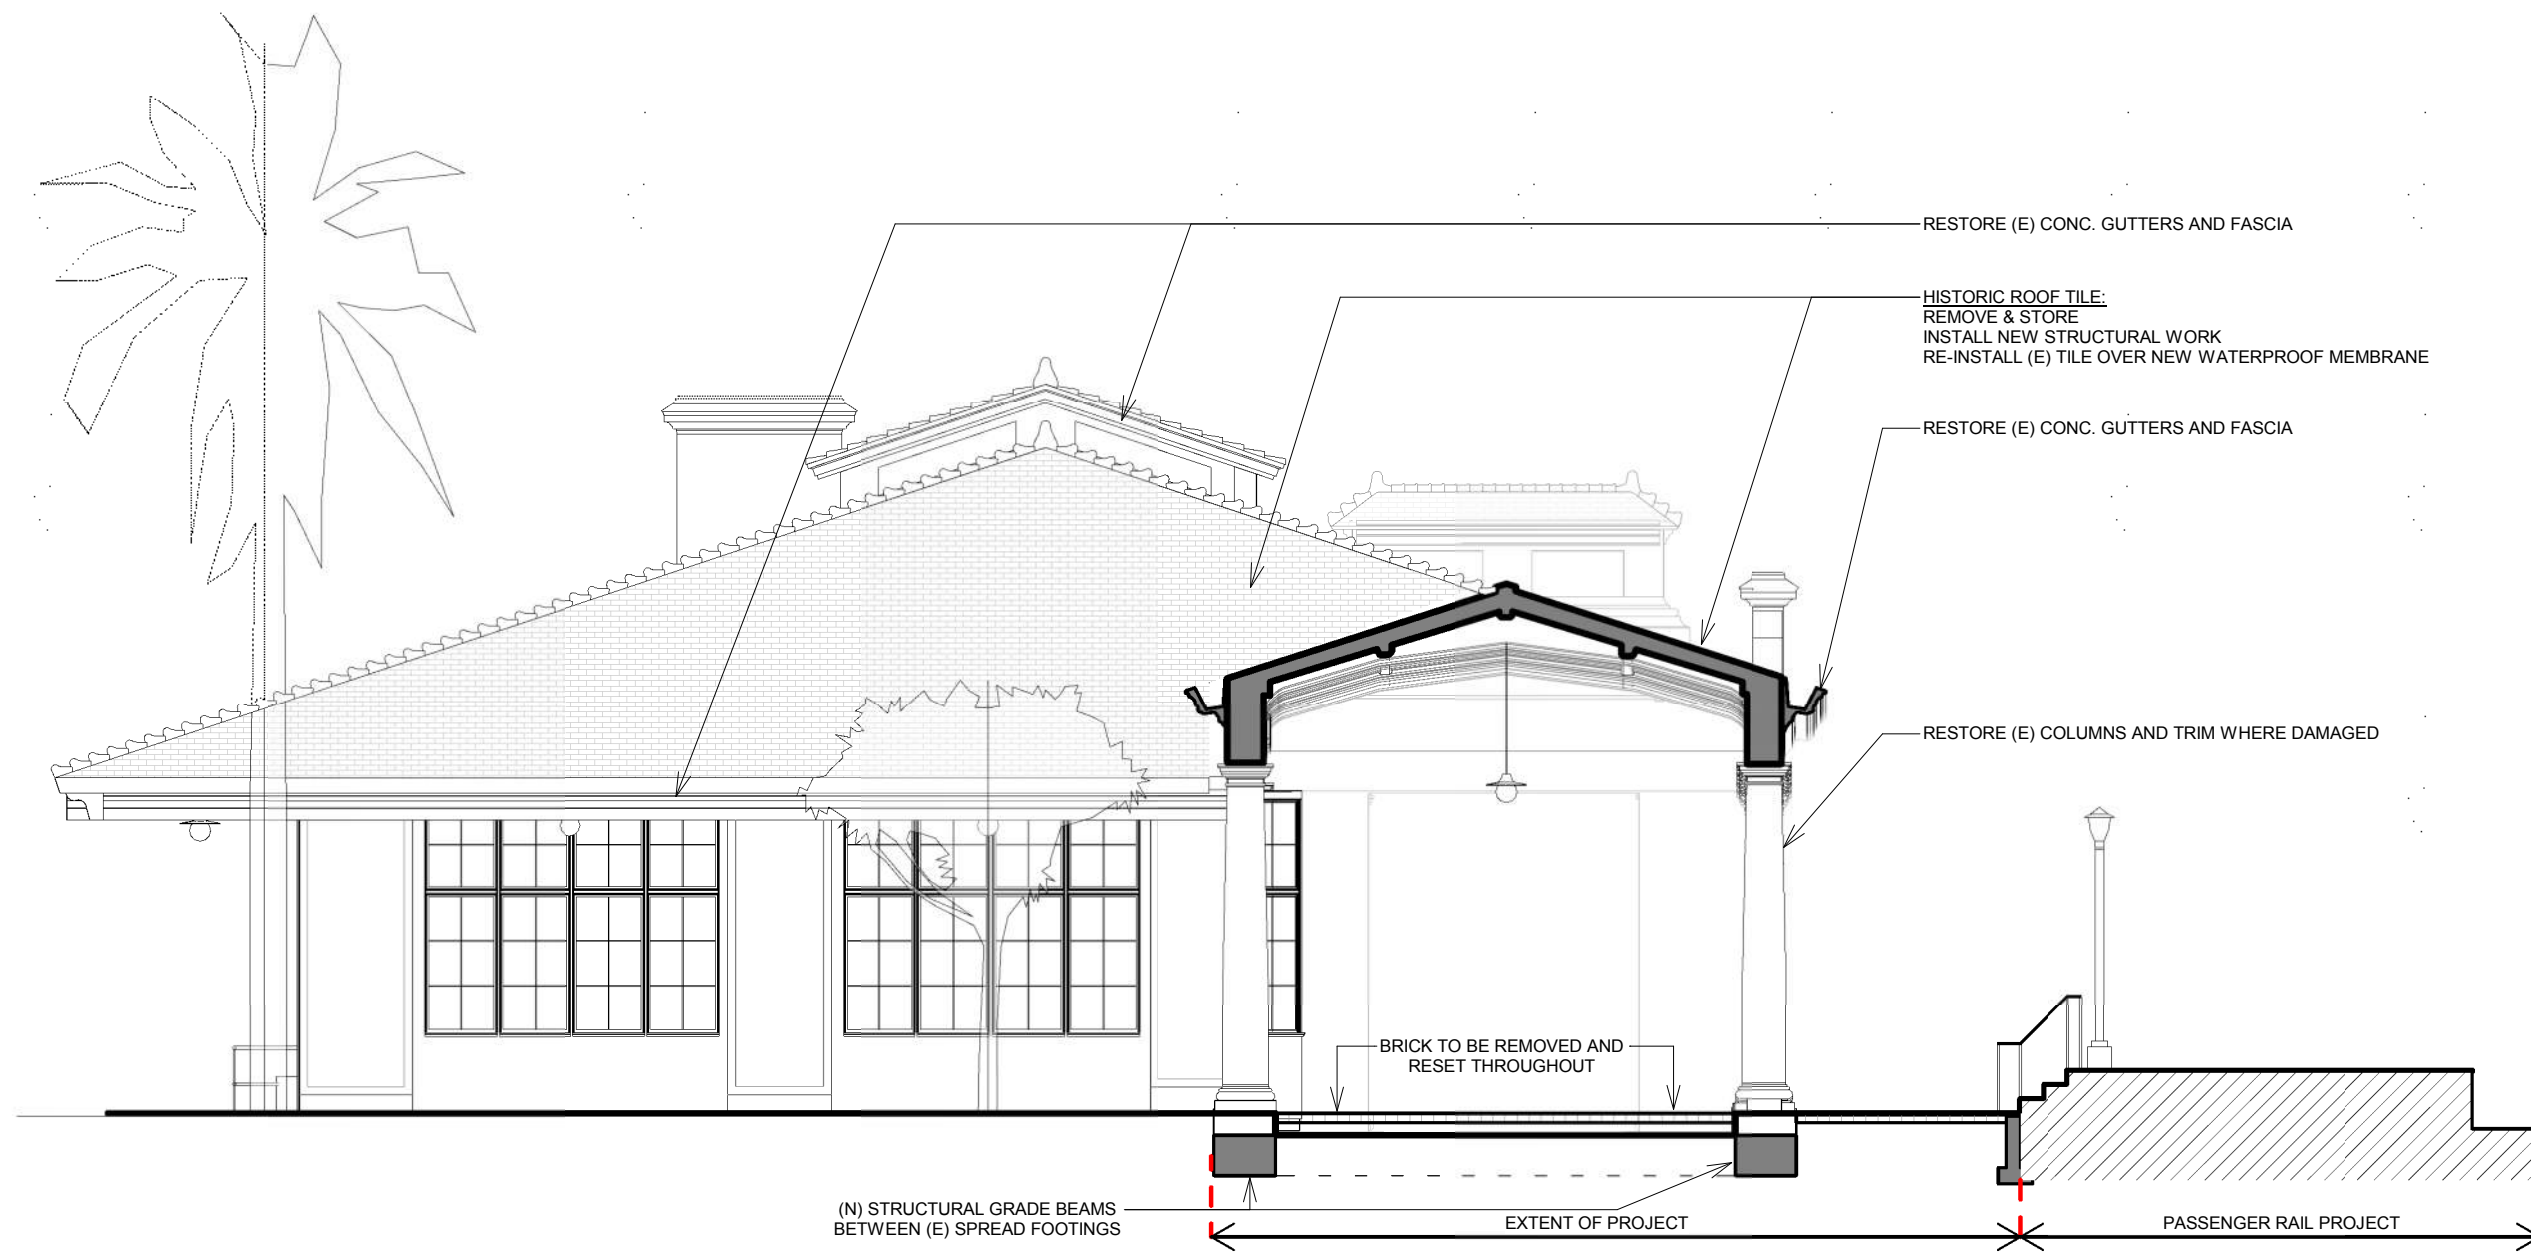 RESTORE (E) CONC. GUTTERS AND FASCIA
HISTORIC ROOF TILE:
REMOVE & STORE
INSTALL NEW STRUCTURAL WORK
RE-INSTALL (E) TILE OVER NEW WATERPROOF MEMBRANE
RESTORE (E) CONC. GUTTERS AND FASCIA
RESTORE (E) COLUMNS AND TRIM WHERE DAMAGED
BRICK TO BE REMOVED AND
RESET THROUGHOUT
(N) STRUCTURAL GRADE BEAMS
BETWEEN (E) SPREAD FOOTINGS
EXTENT OF PROJECT
PASSENGER RAIL PROJECT